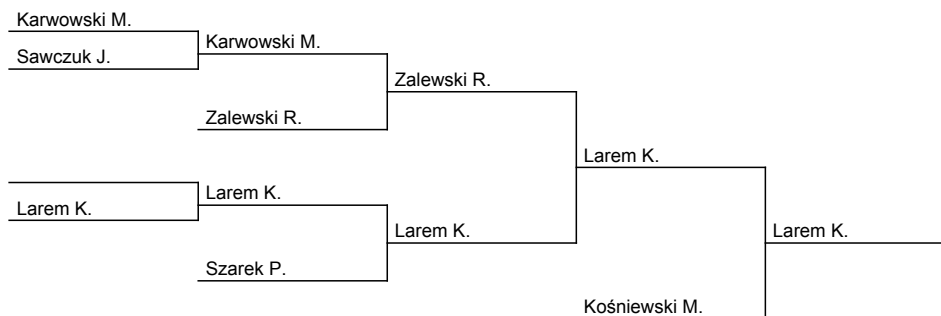 Karwowski M.
Sawczuk J.
Karwowski M.
Zalewski R.
Zalewski R.
Larem K.
Larem K.
Szarek P.
Larem K.
Larem K.
Kośniewski M.
Larem K.